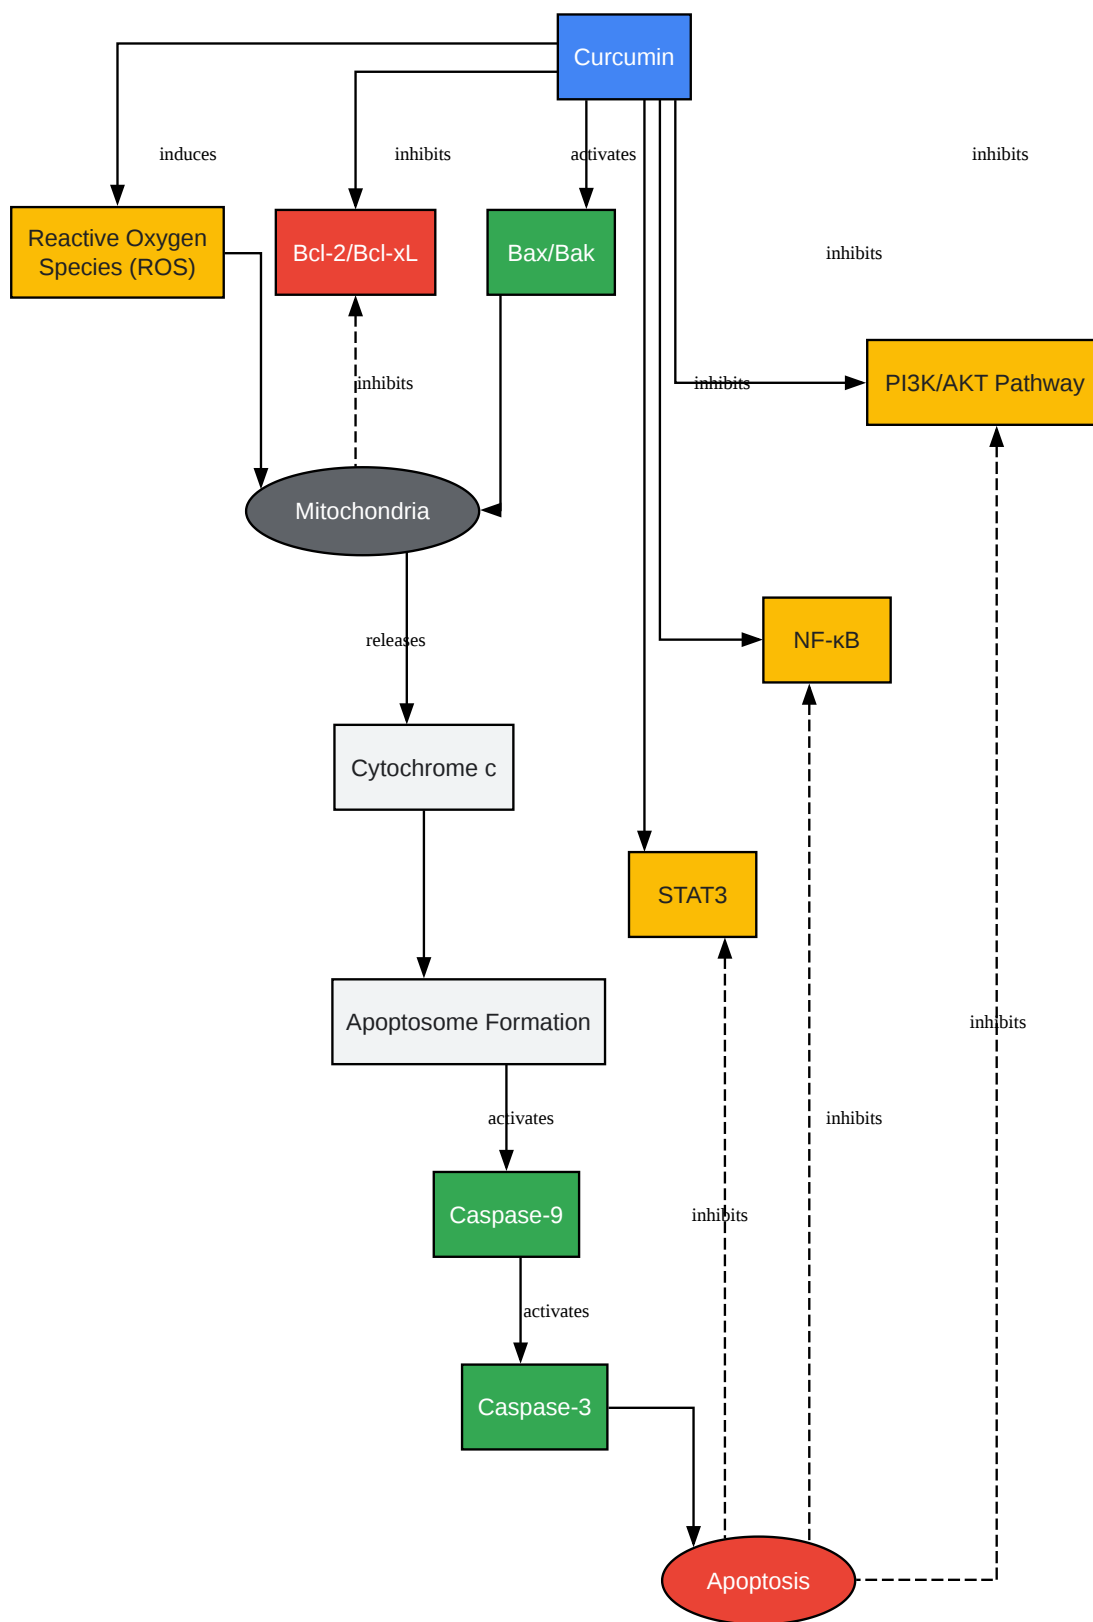 Curcumin
induces
inhibits
activates
inhibits
Reactive Oxygen
Species (ROS)
Bcl-2/Bcl-xL
Bax/Bak
inhibits
inhibits
inhibits
PI3K/AKT Pathway
Mitochondria
releases
NF-κB
Cytochrome c
STAT3
Apoptosome Formation
inhibits
activates
inhibits
Caspase-9
inhibits
activates
Caspase-3
Apoptosis